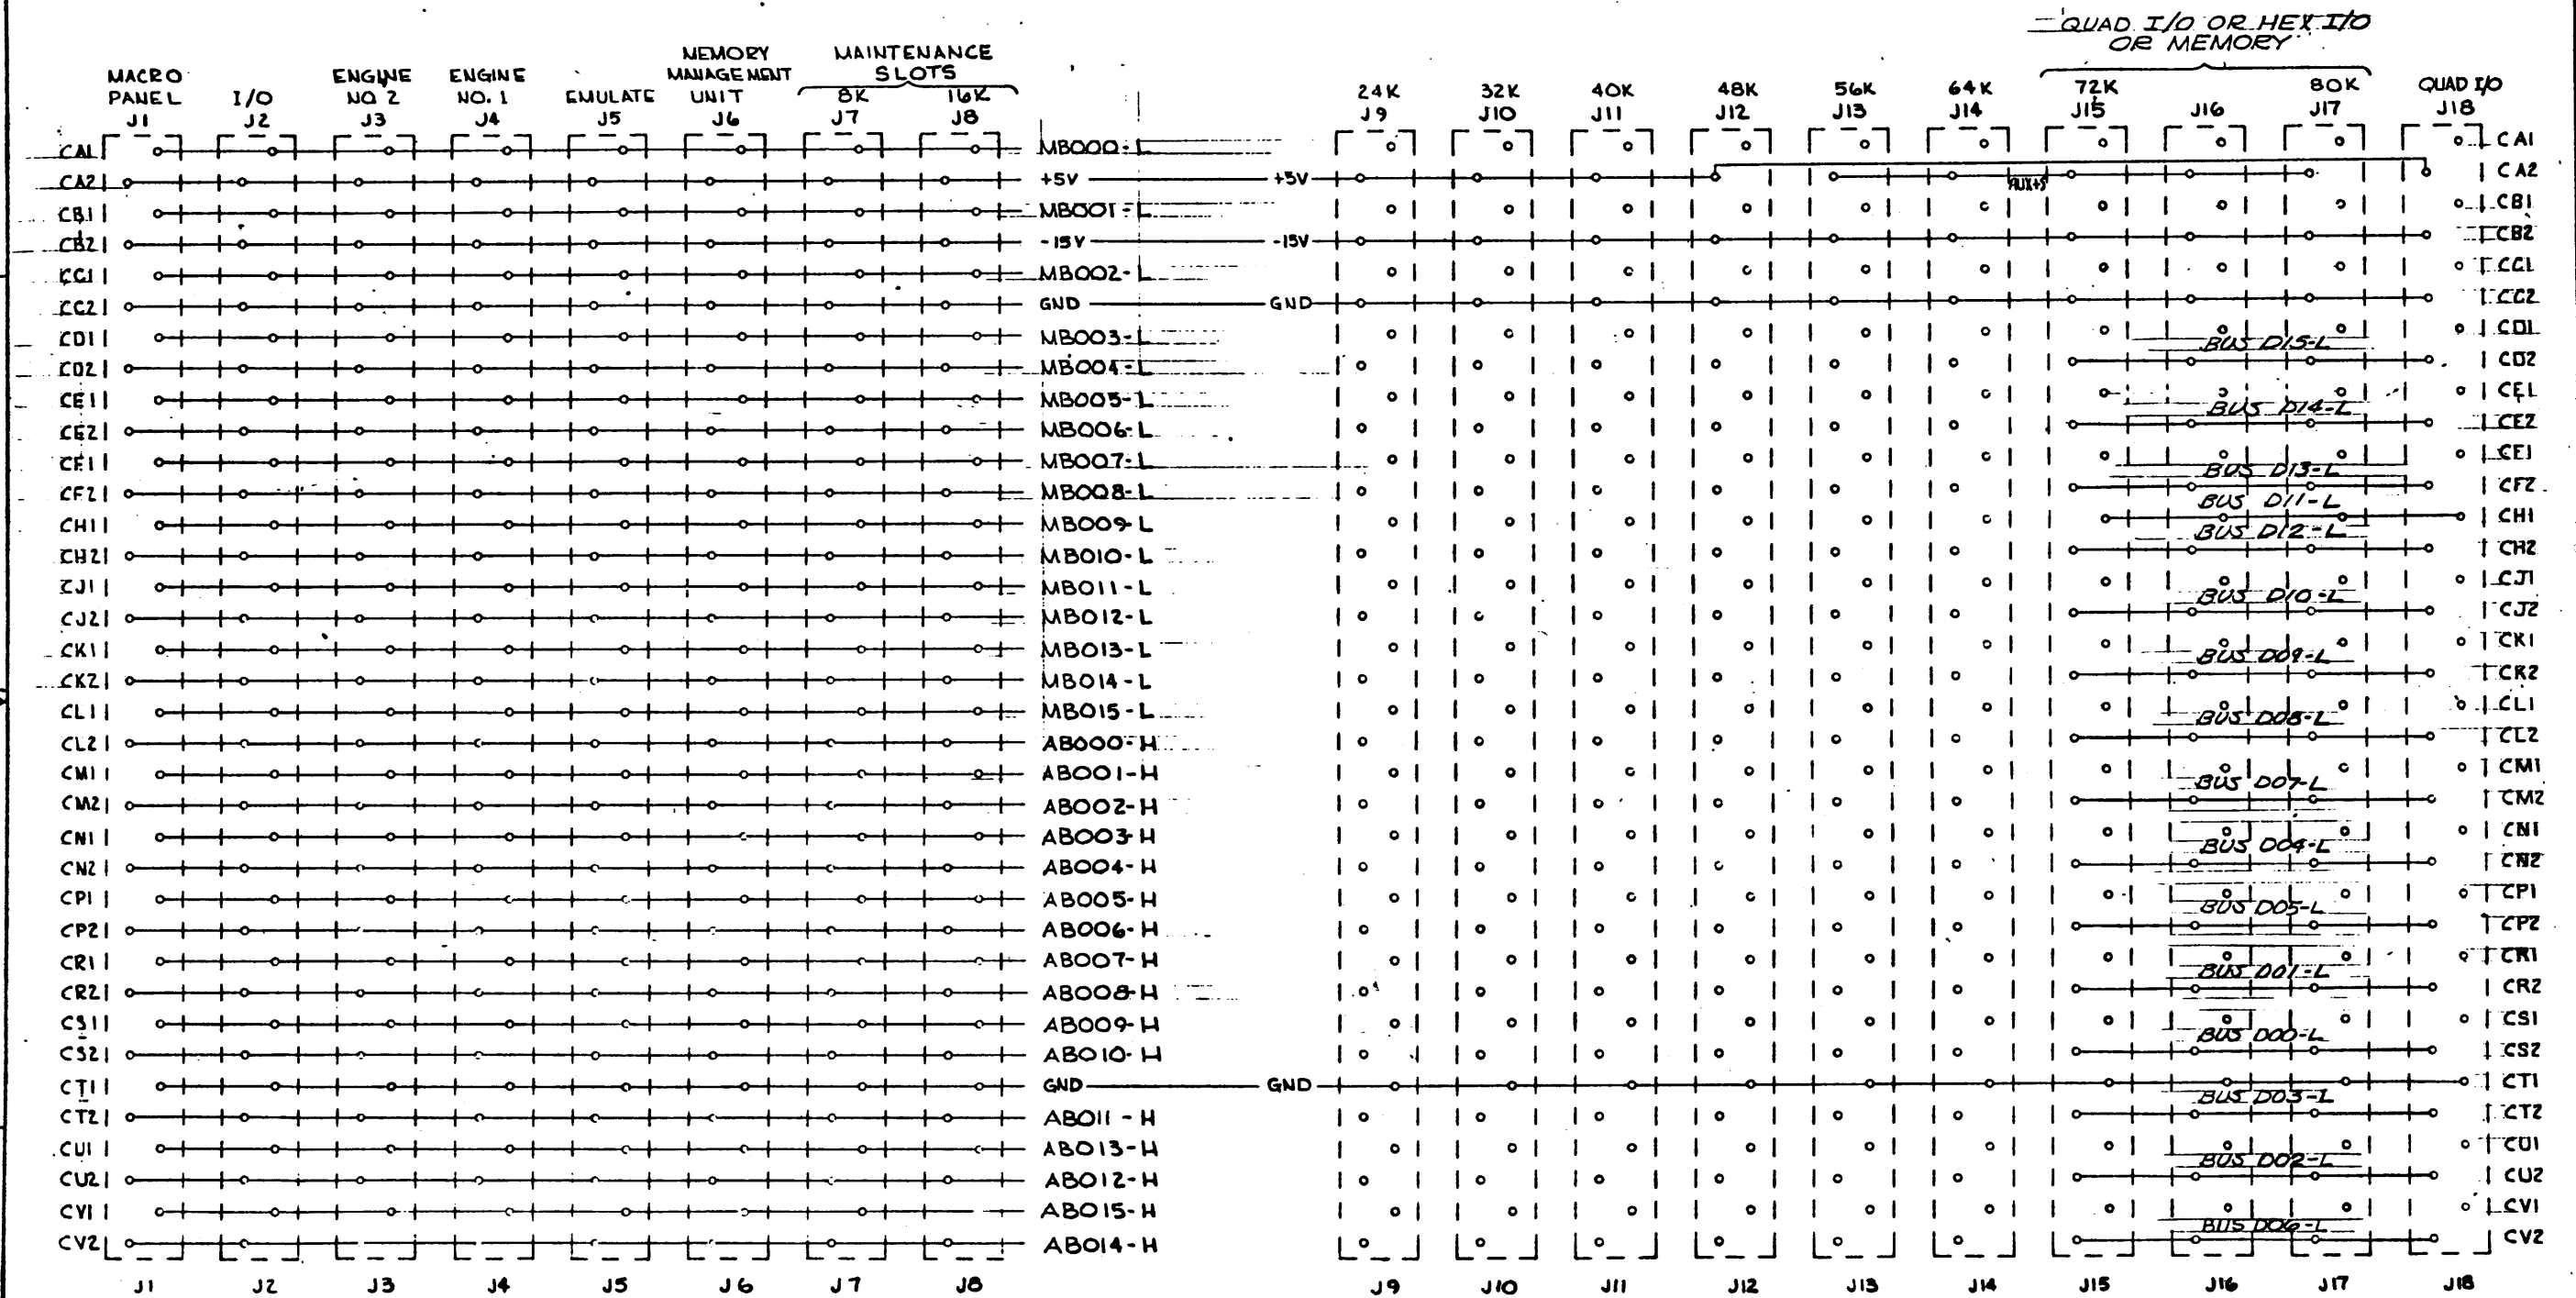 QUAD I/O OR HEX I/O
OR MEMORY
MEMORY MAINTENANCE
MACRO ENGINE ENGINE MANAGEMENT SLOTS
PANEL I/O NO. 2 NO. 1 EMULATE UNIT 8K 16K 24K 32K 40K 48K 56K 64K 72K 80K QUAD I/O
J1 J2 J3 J4 J5 J6 J7 J8 J9 J10 J11 J12 J13 J14 J15 J16 J17 J18
CA1 MB000-L CA1
CA2 +5V +5V AUX+5 CA2
CB1 MB001-L CB1
CB2 -15V -15V CB2
CC1 MB002-L CC1
CC2 GND GND CC2
CD1 MB003-L CD1
BUS D15-L
CD2 MB004-L CD2
CE1 MB005-L CE1
BUS D14-L
CE2 MB006-L CE2
CF1 MB007-L CF1
BUS D13-L
CF2 MB008-L CF2
BUS D11-L
CH1 MB009-L CH1
BUS D12-L
CH2 MB010-L CH2
CJ1 MB011-L CJ1
BUS D10-L
CJ2 MB012-L CJ2
CK1 MB013-L CK1
BUS D09-L
CK2 MB014-L CK2
CL1 MB015-L CL1
BUS D08-L
CL2 AB000-H CL2
CM1 AB001-H CM1
BUS D07-L
CM2 AB002-H CM2
CN1 AB003-H CN1
BUS D04-L
CN2 AB004-H CN2
CP1 AB005-H CP1
BUS D05-L
CP2 AB006-H CP2
CR1 AB007-H CR1
BUS D01-L
CR2 AB008-H CR2
CS1 AB009-H CS1
BUS D00-L
CS2 AB010-H CS2
CT1 GND GND CT1
BUS D03-L
CT2 AB011-H CT2
CU1 AB013-H CU1
BUS D02-L
CU2 AB012-H CU2
CV1 AB015-H CV1
BUS D06-L
CV2 AB014-H CV2
J1 J2 J3 J4 J5 J6 J7 J8 J9 J10 J11 J12 J13 J14 J15 J16 J17 J18